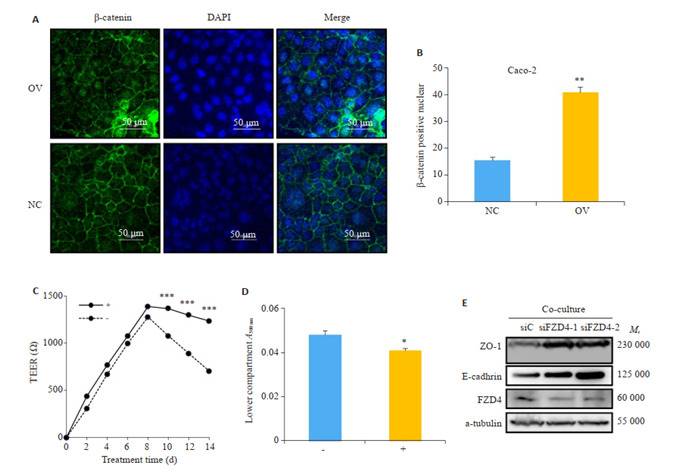 A
β-catenin DAPI Merge
OV
50 μm 50 μm 50 μm
NC
50 μm 50 μm 50 μm
B
Caco-2
β-catenin positive nuclear
50
40
30
20
10
0
**
NC OV
C
TEER (Ω)
1500
1000
500
0
+
-
*** *** ***
0 2 4 6 8 10 12 14
Treatment time (d)
D
Lower compartment
0.06
0.04
0.02
0
*
- +
E
Co-culture
siC siFZD4-1 siFZD4-2 Mr
ZO-1 230 000
E-cadhrin 125 000
FZD4 60 000
a-tubulin 55 000